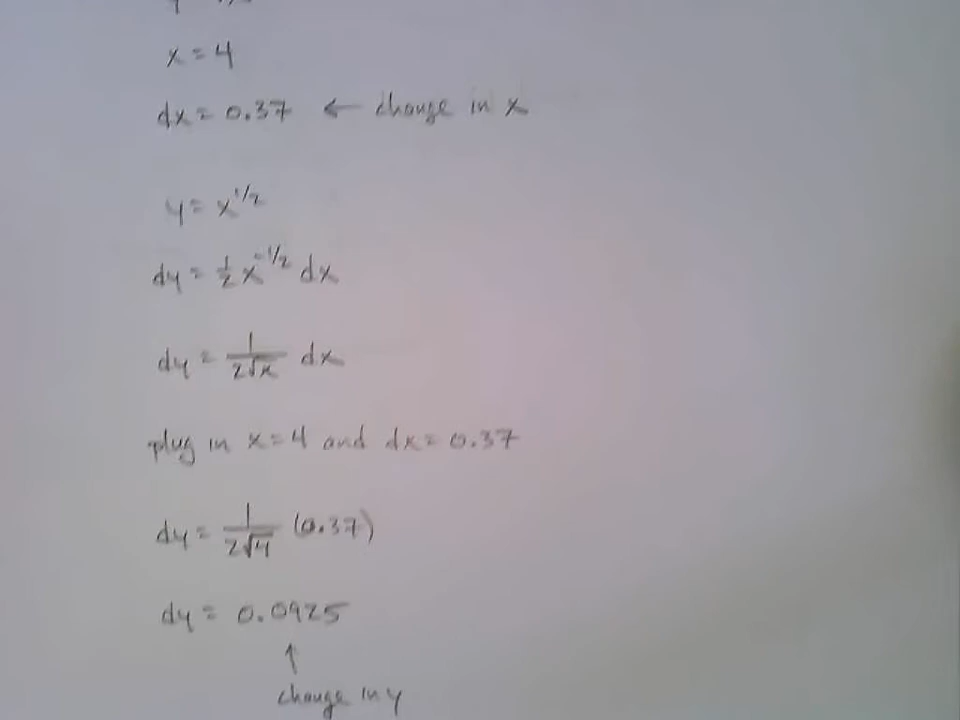 x = 4
dx = 0.37 ← change in x
y = x^1/2
dy = 1/2 x^-1/2 dx
dy = 1/(2√x) dx
plug in x = 4 and dx = 0.37
dy = 1/(2√4) (0.37)
dy = 0.0925
↑
change in y